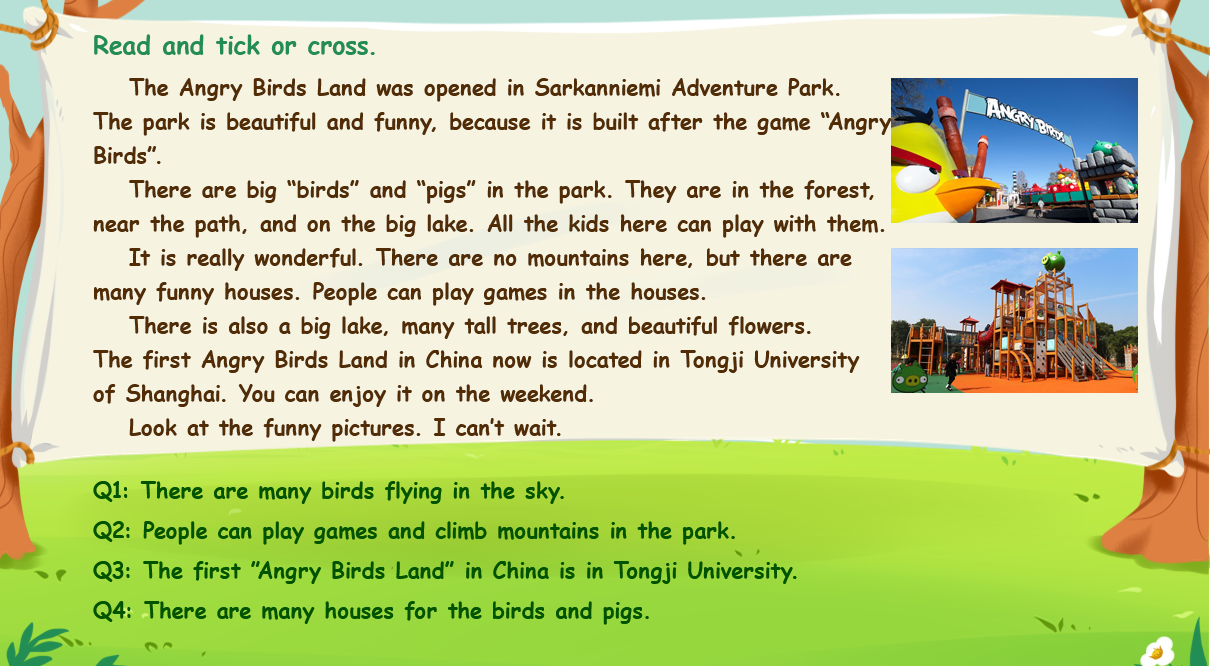 Read and tick or cross.
The Angry Birds Land was opened in Sarkanniemi Adventure Park.
The park is beautiful and funny, because it is built after the game “Angry
Birds”.
There are big “birds” and “pigs” in the park. They are in the forest,
near the path, and on the big lake. All the kids here can play with them.
It is really wonderful. There are no mountains here, but there are
many funny houses. People can play games in the houses.
There is also a big lake, many tall trees, and beautiful flowers.
The first Angry Birds Land in China now is located in Tongji University
of Shanghai. You can enjoy it on the weekend.
Look at the funny pictures. I can't wait.
ANGRY BIRDS
Q1: There are many birds flying in the sky.
Q2: People can play games and climb mountains in the park.
Q3: The first ”Angry Birds Land” in China is in Tongji University.
Q4: There are many houses for the birds and pigs.